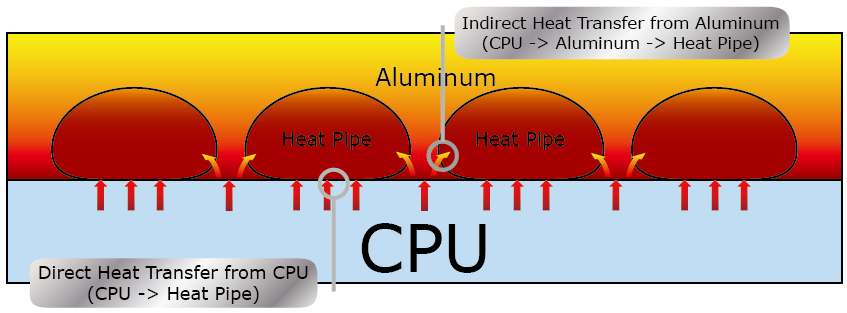 Indirect Heat Transfer from Aluminum
(CPU -> Aluminum -> Heat Pipe)
Aluminum
Heat Pipe
Heat Pipe
CPU
Direct Heat Transfer from CPU
(CPU -> Heat Pipe)